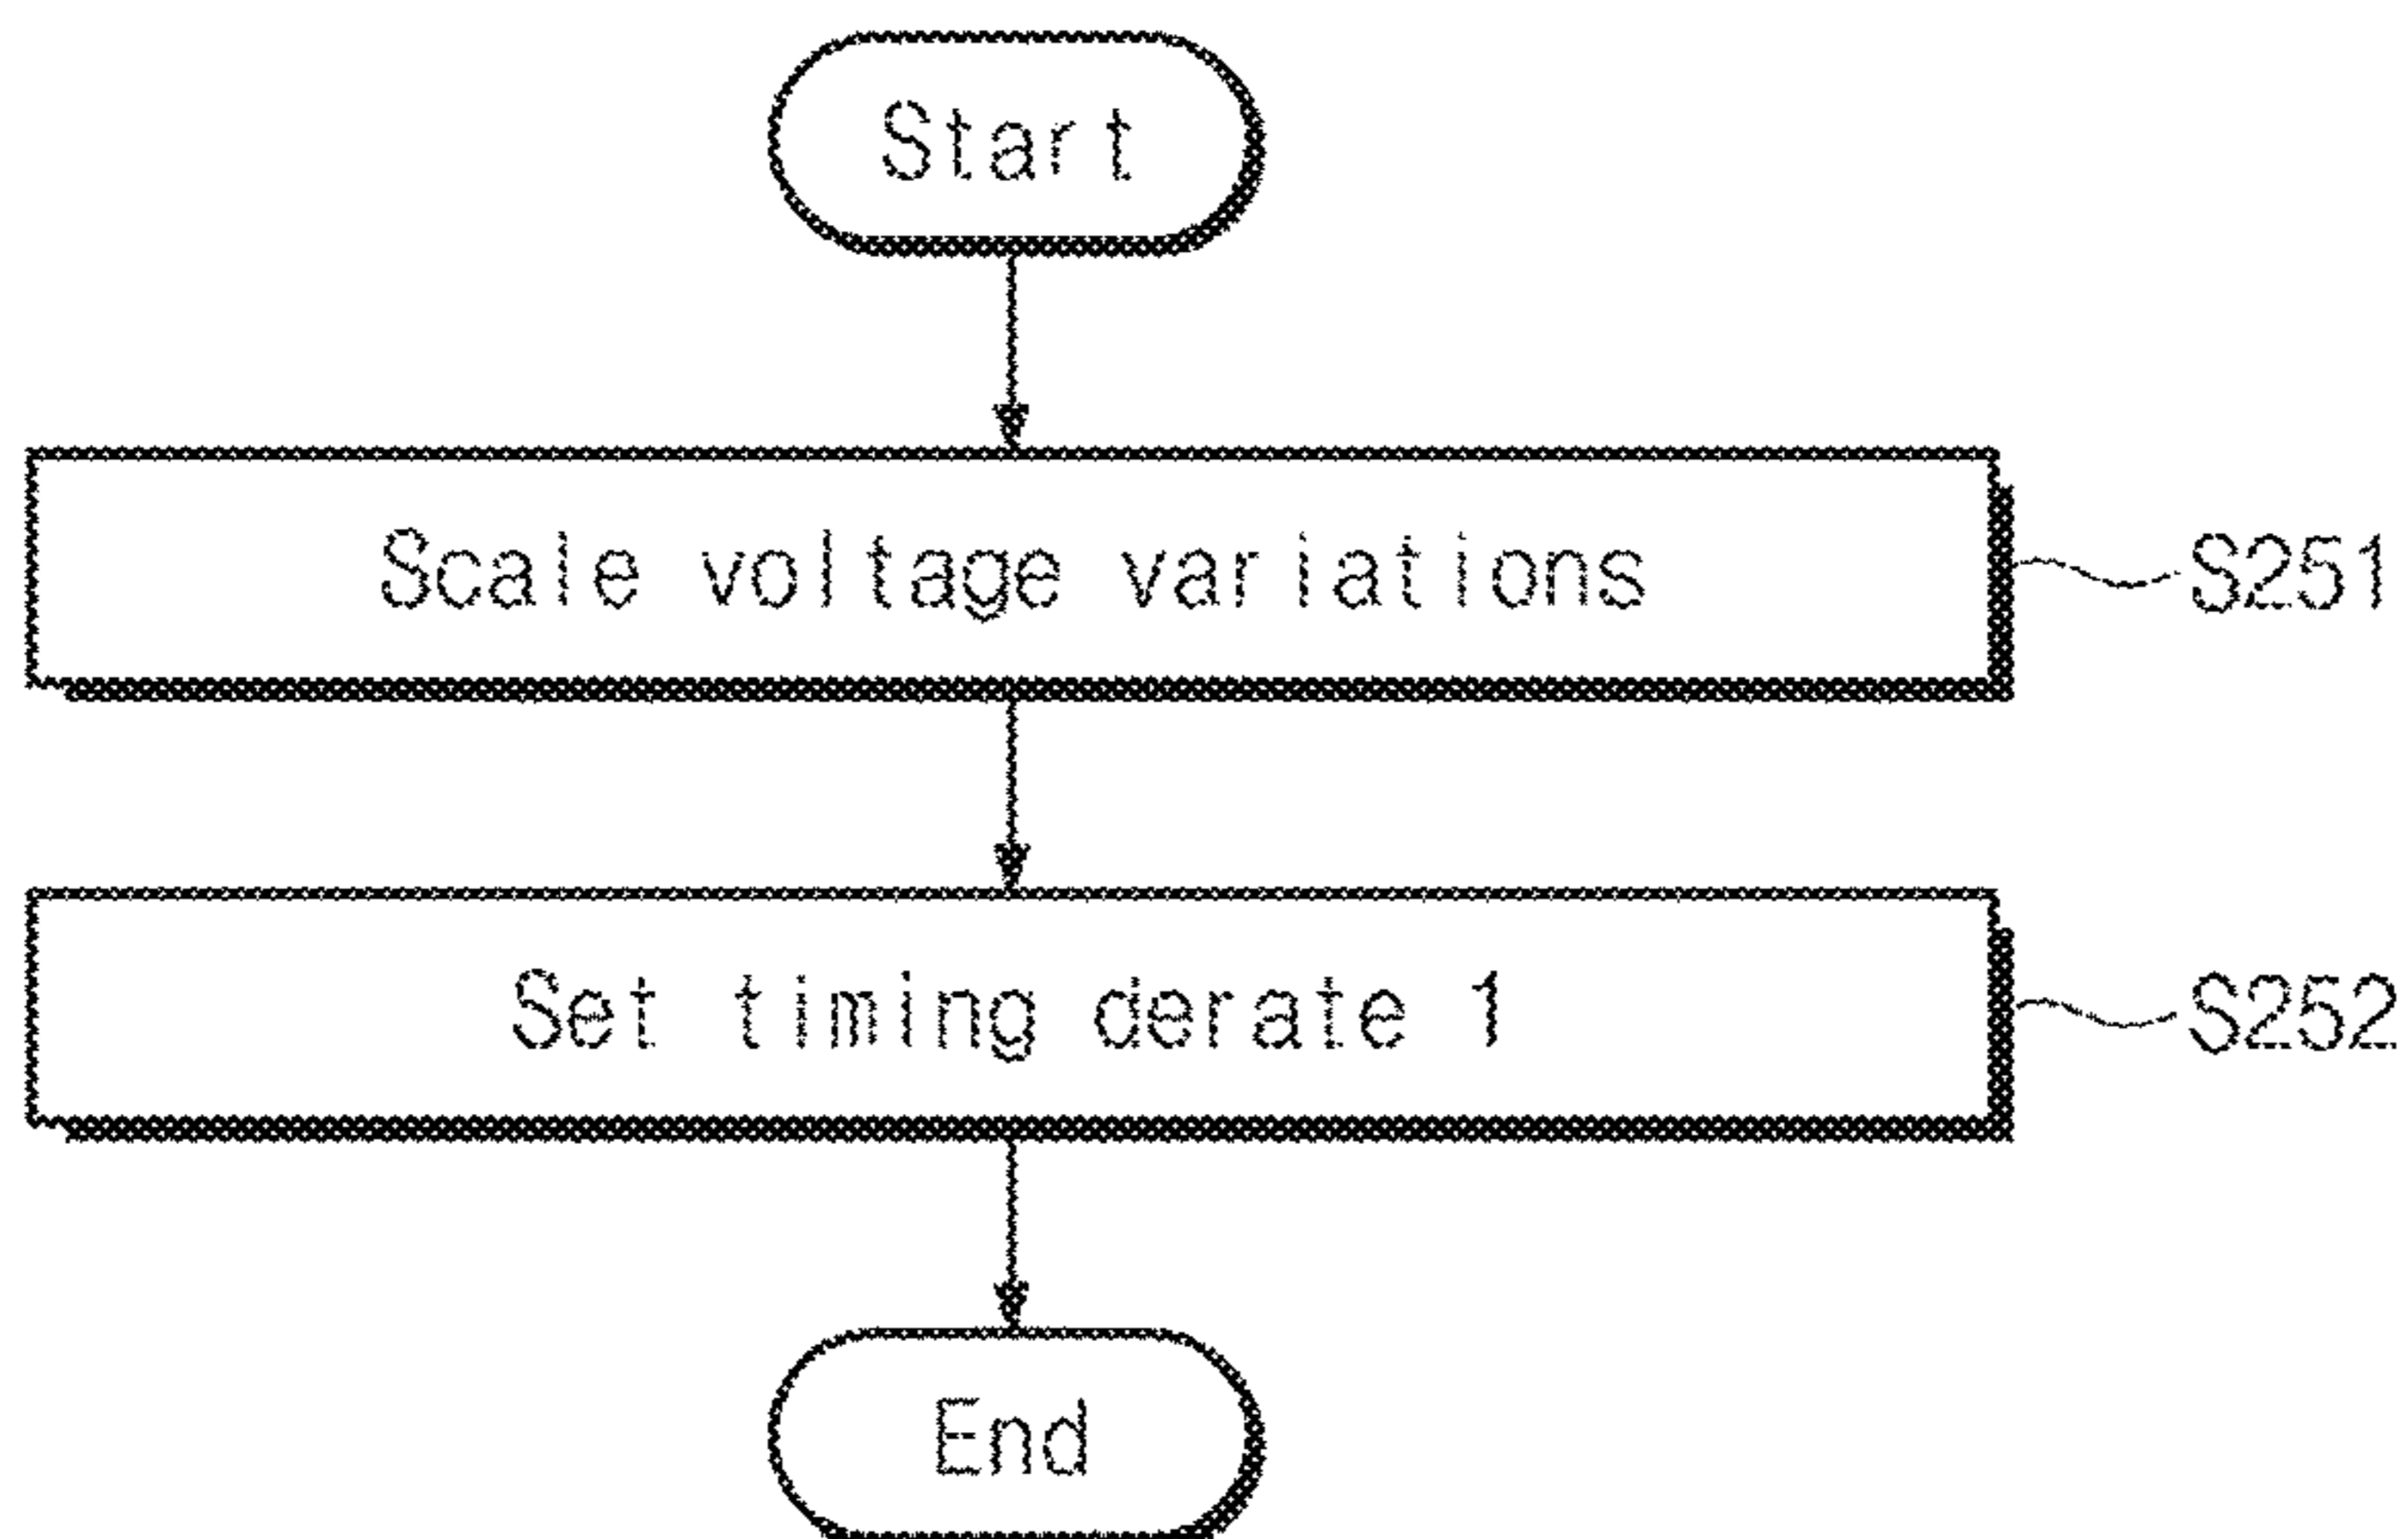 Start
Scale voltage variations
S251
Set timing derate 1
S252
End